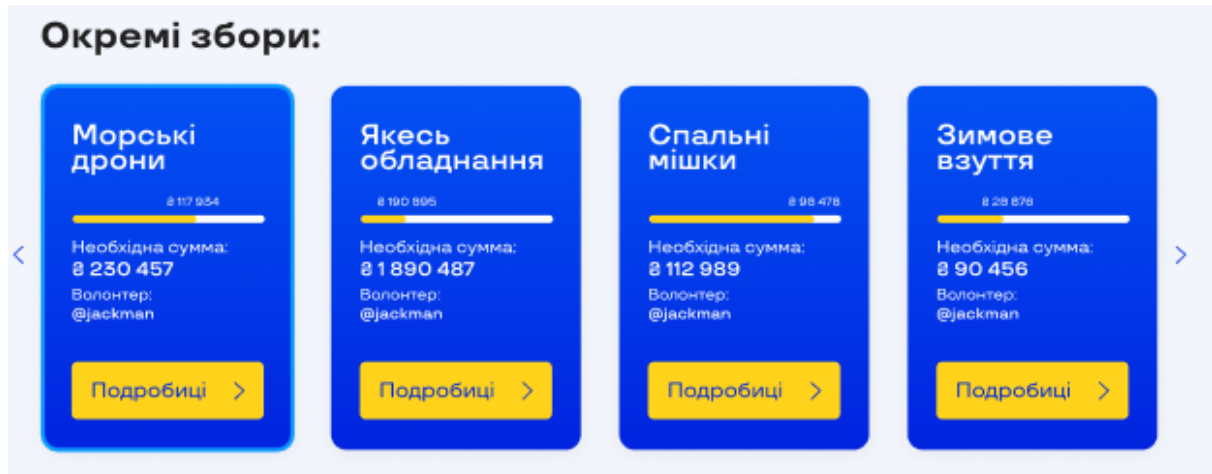 Окремі збори:
Морські
дрони
₴ 117 934
Необхідна сумма:
₴ 230 457
Волонтер:
@jackman
Подробиці
Якесь
обладнання
₴ 190 895
Необхідна сумма:
₴ 1 890 487
Волонтер:
@jackman
Подробиці
Спальні
мішки
₴ 98 478
Необхідна сумма:
₴ 112 989
Волонтер:
@jackman
Подробиці
Зимове
взуття
₴ 28 876
Необхідна сумма:
₴ 90 456
Волонтер:
@jackman
Подробиці